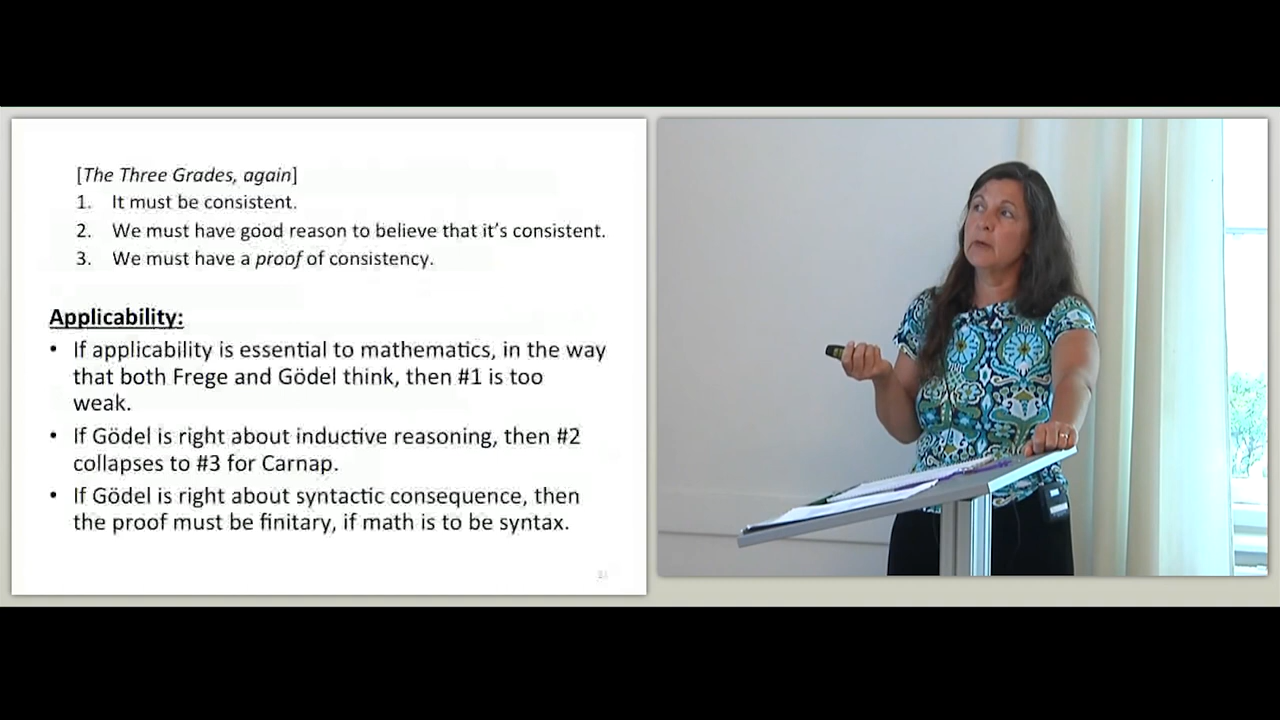 [The Three Grades, again]
1. It must be consistent.
2. We must have good reason to believe that it's consistent.
3. We must have a proof of consistency.
Applicability:
• If applicability is essential to mathematics, in the way
that both Frege and Gödel think, then #1 is too
weak.
• If Gödel is right about inductive reasoning, then #2
collapses to #3 for Carnap.
• If Gödel is right about syntactic consequence, then
the proof must be finitary, if math is to be syntax.